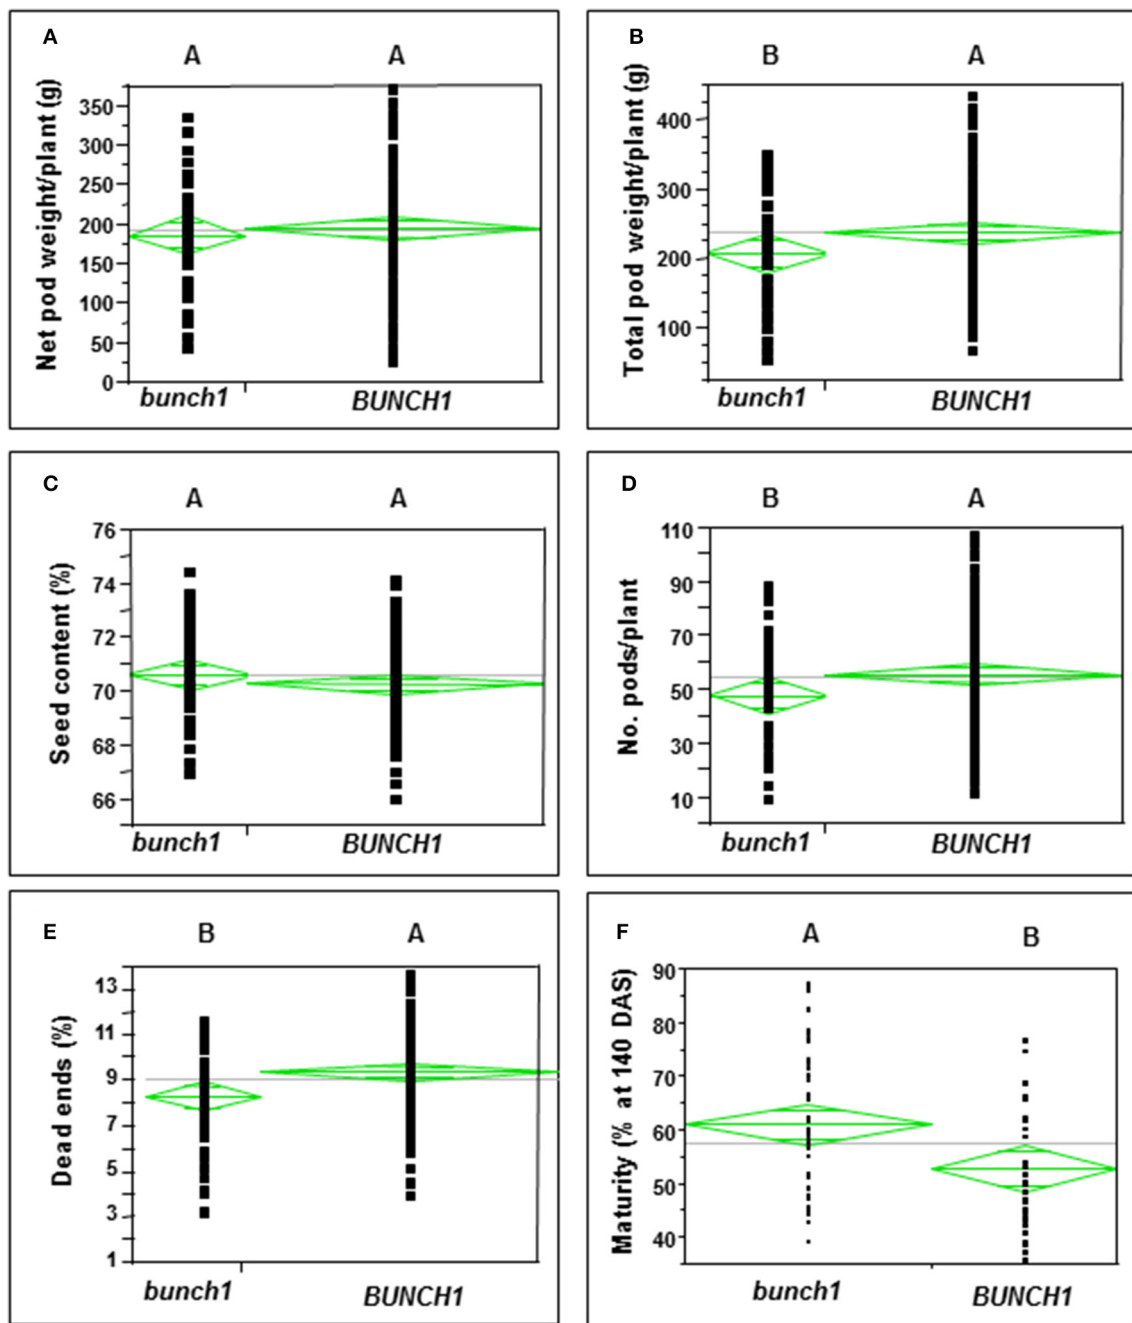 A
A A
Net pod weight/plant (g)
350
300
250
200
150
100
50
0
bunch1 BUNCH1
B
B A
Total pod weight/plant (g)
400
300
200
100
bunch1 BUNCH1
C
A A
Seed content (%)
76
74
72
70
68
66
bunch1 BUNCH1
D
B A
No. pods/plant
110
90
70
50
30
10
bunch1 BUNCH1
E
B A
Dead ends (%)
13
11
9
7
5
3
1
bunch1 BUNCH1
F
A B
Maturity (% at 140 DAS)
90
80
70
60
50
40
bunch1 BUNCH1